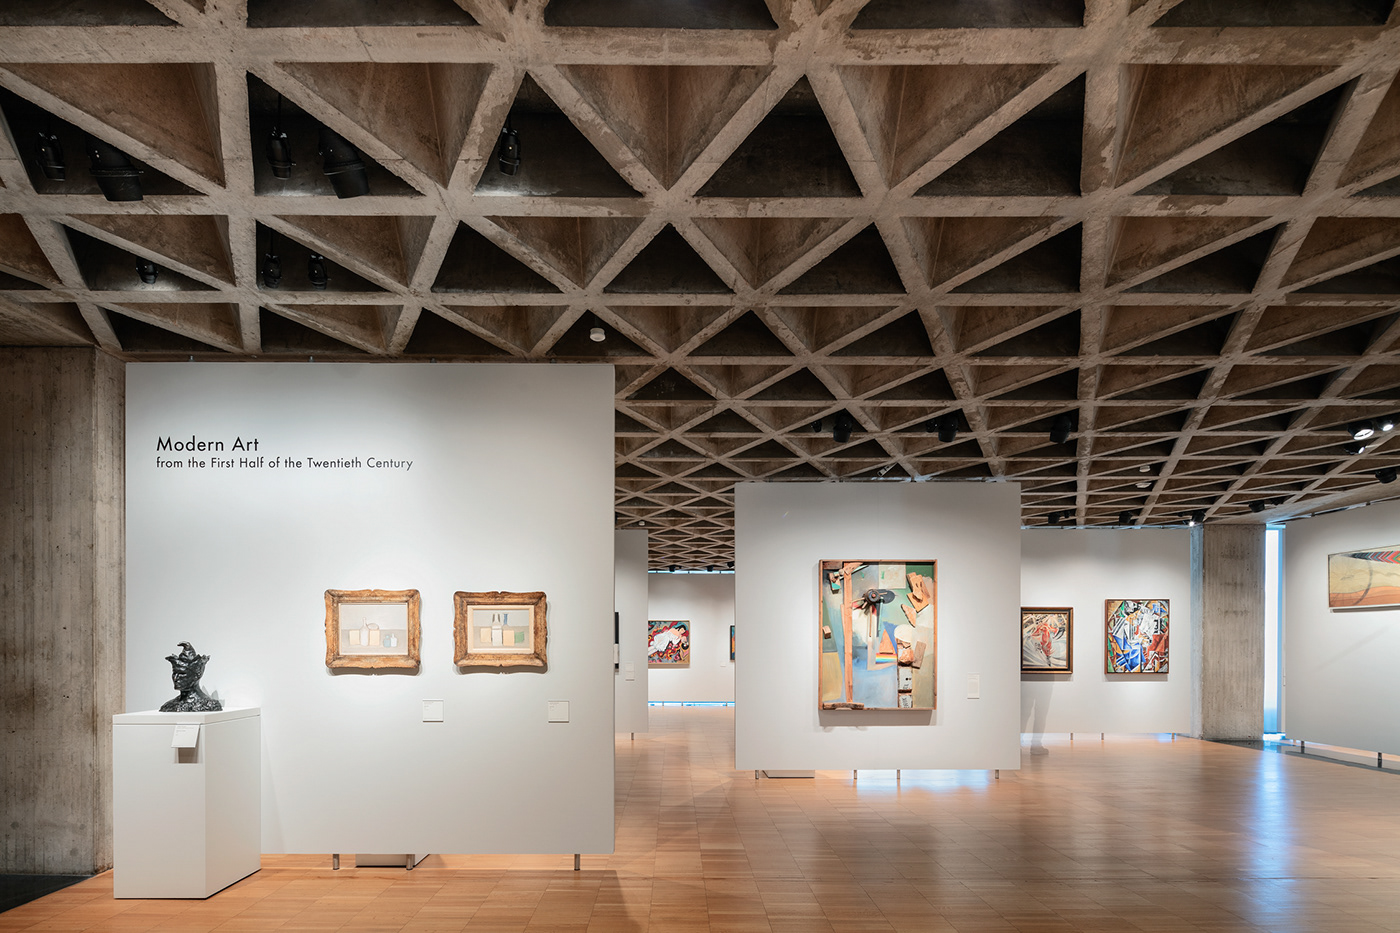 Modern Art
from the First Half of the Twentieth Century